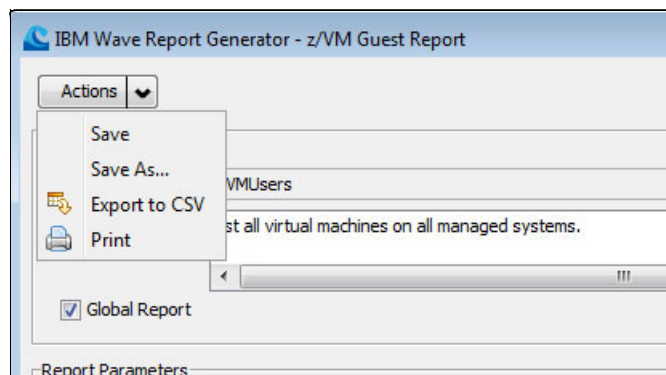 IBM Wave Report Generator - z/VM Guest Report
Actions
Save
Save As...
Export to CSV
Print
VMUsers
st all virtual machines on all managed systems.
Global Report
Report Parameters